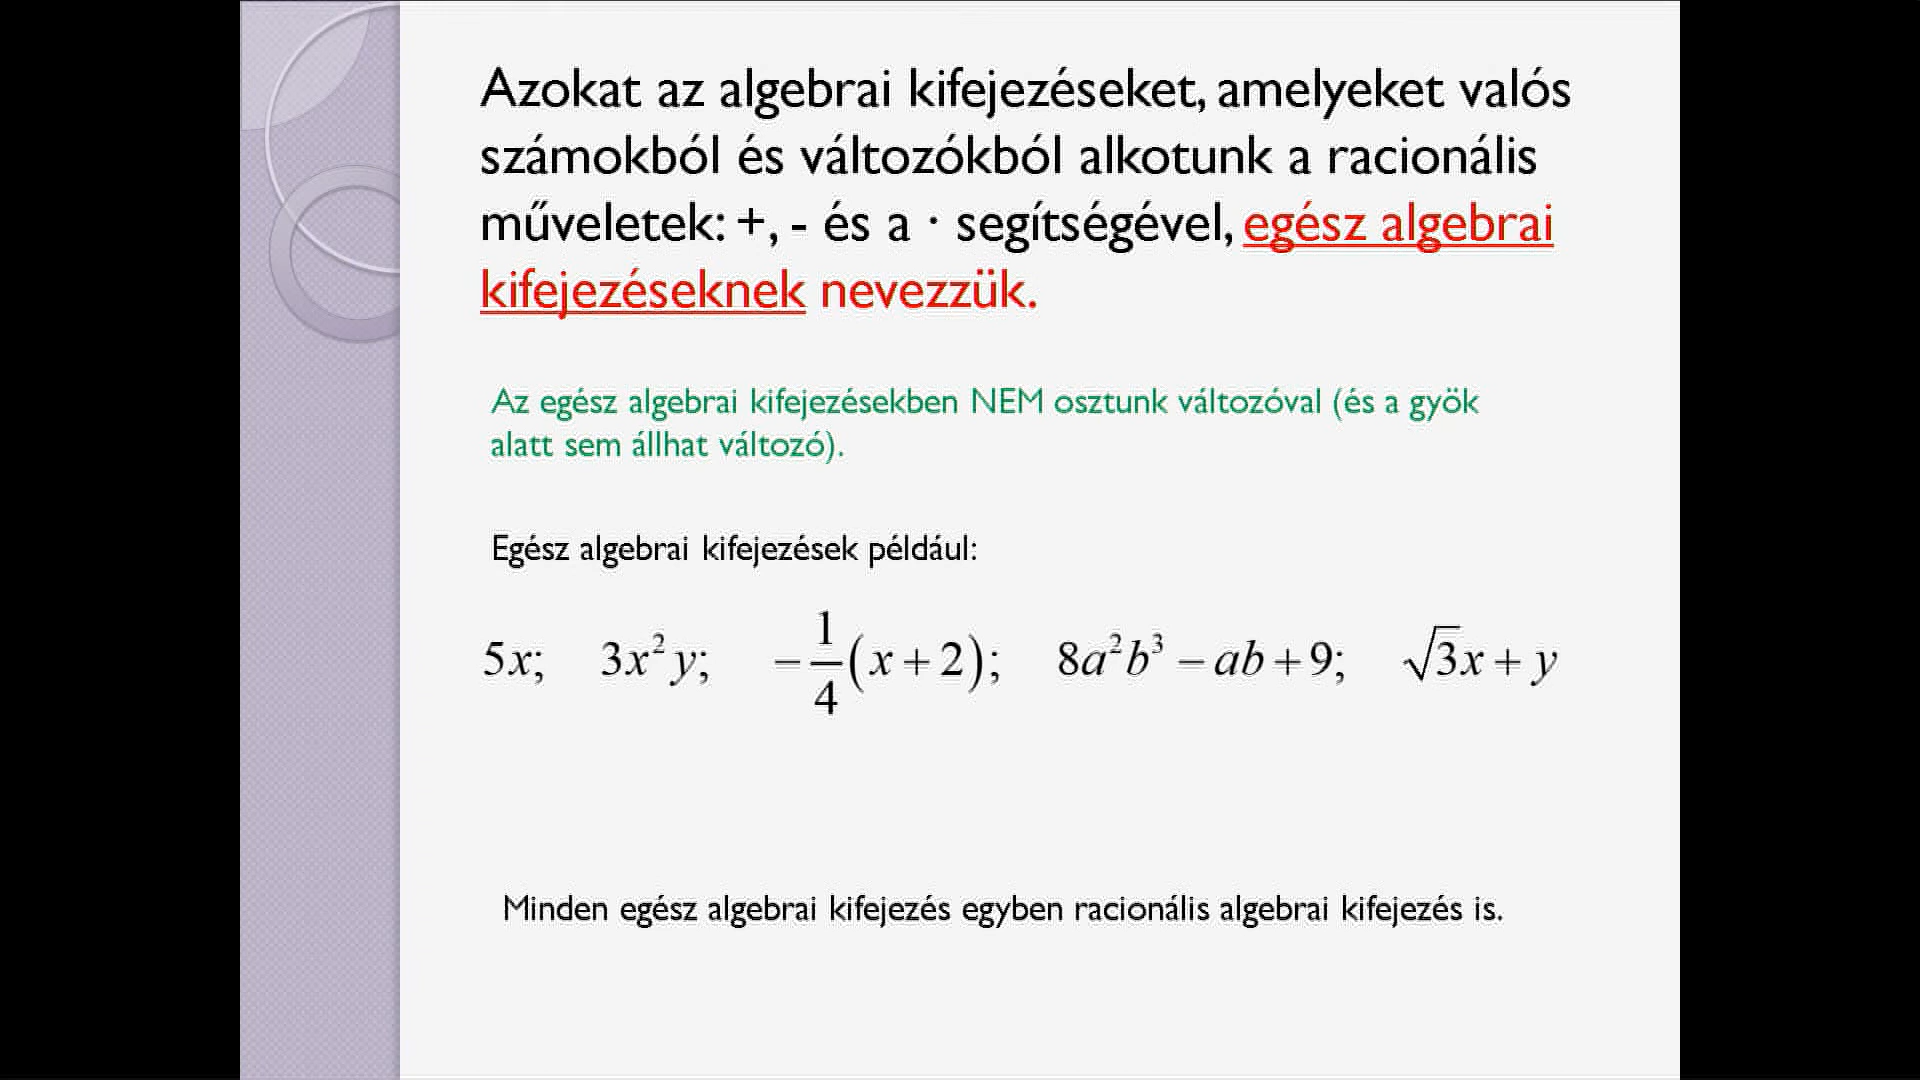 Azokat az algebrai kifejezéseket, amelyeket valós
számokból és változókból alkotunk a racionális
műveletek: +, - és a · segítségével, egész algebrai
kifejezéseknek nevezzük.
Az egész algebrai kifejezésekben NEM osztunk változóval (és a gyök
alatt sem állhat változó).
Egész algebrai kifejezések például:
5x;   3x²y;   −1/4(x+2);   8a²b³ − ab + 9;   √3x + y
Minden egész algebrai kifejezés egyben racionális algebrai kifejezés is.